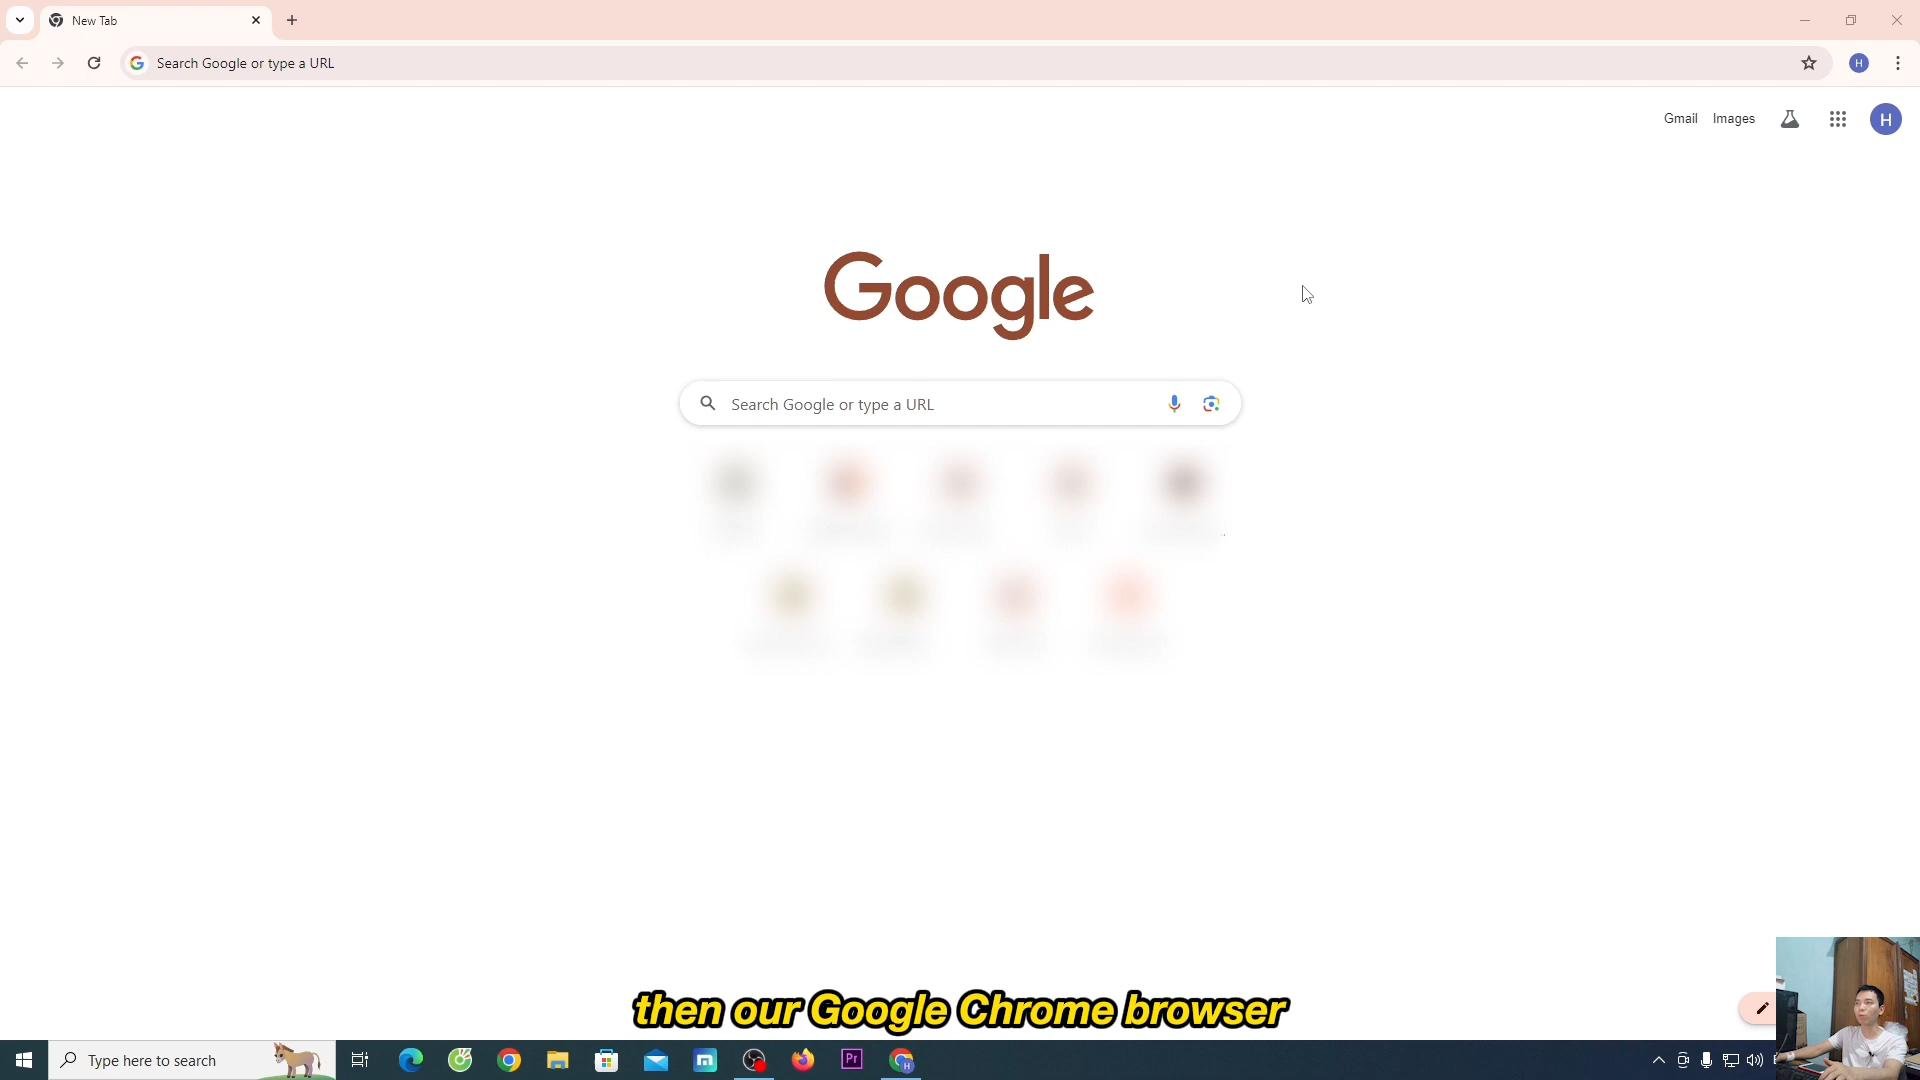 New Tab
Search Google or type a URL
H
Gmail Images
H
Google
Search Google or type a URL
then our Google Chrome browser
Type here to search
Pr
H